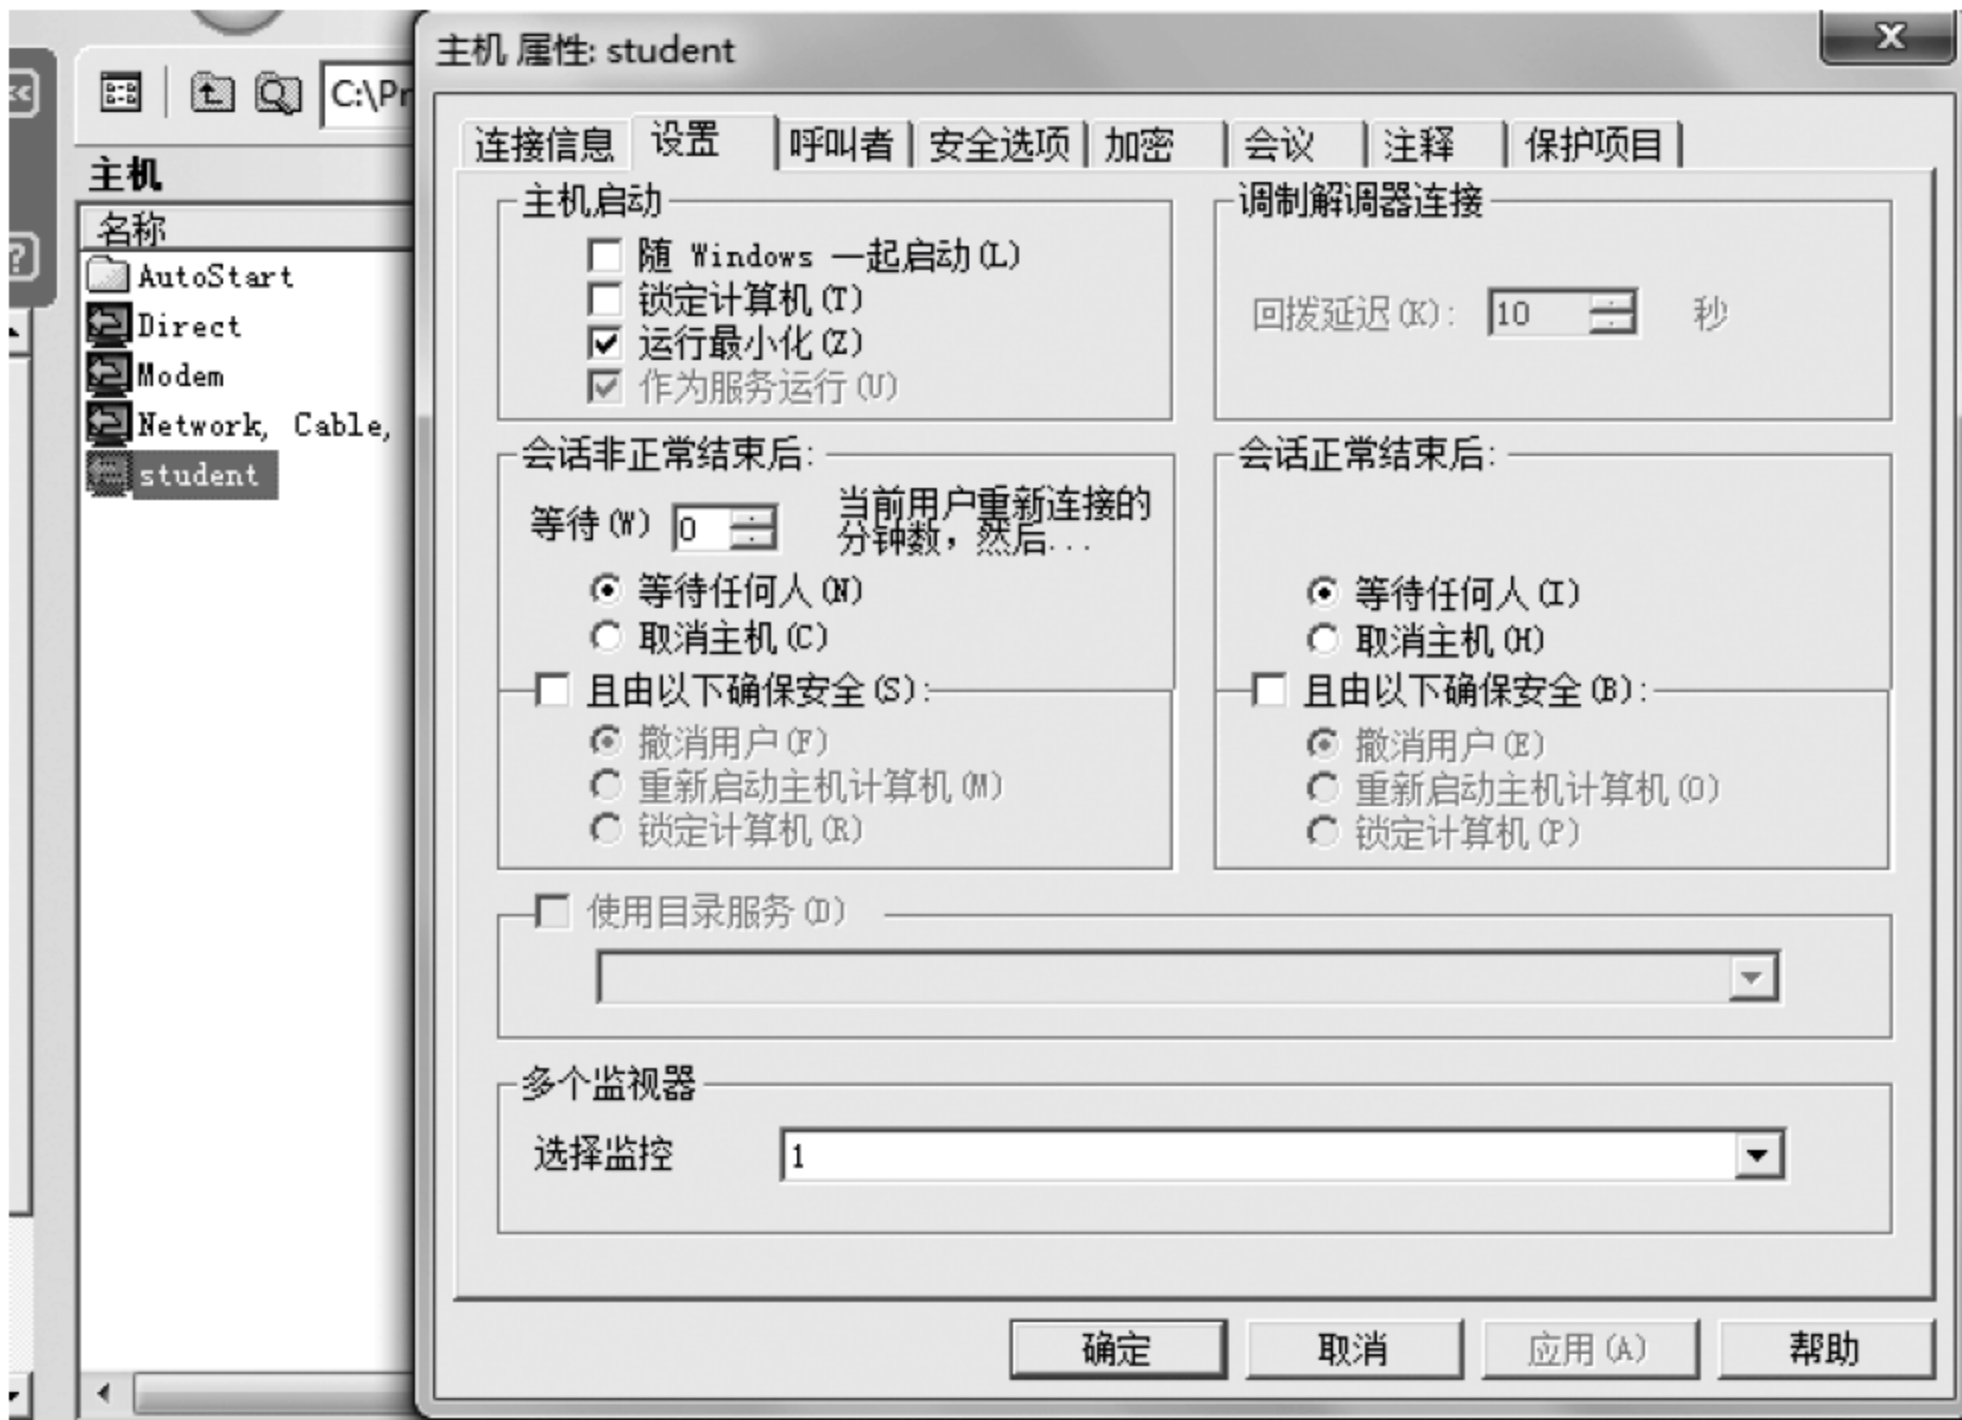 主机 属性: student
C:\Pr
主机
名称
AutoStart
Direct
Modem
Network, Cable,
student
连接信息 设置 呼叫者 安全选项 加密 会议 注释 保护项目
主机启动
随 Windows 一起启动(L)
锁定计算机(T)
运行最小化(Z)
作为服务运行(U)
调制解调器连接
回拨延迟(K): 10 秒
会话非正常结束后:
等待(W) 0 当前用户重新连接的
分钟数，然后...
等待任何人(N)
取消主机(C)
且由以下确保安全(S):
撤消用户(F)
重新启动主机计算机(M)
锁定计算机(R)
会话正常结束后:
等待任何人(I)
取消主机(H)
且由以下确保安全(B):
撤消用户(E)
重新启动主机计算机(O)
锁定计算机(P)
使用目录服务(D)
多个监视器
选择监控 1
确定 取消 应用(A) 帮助